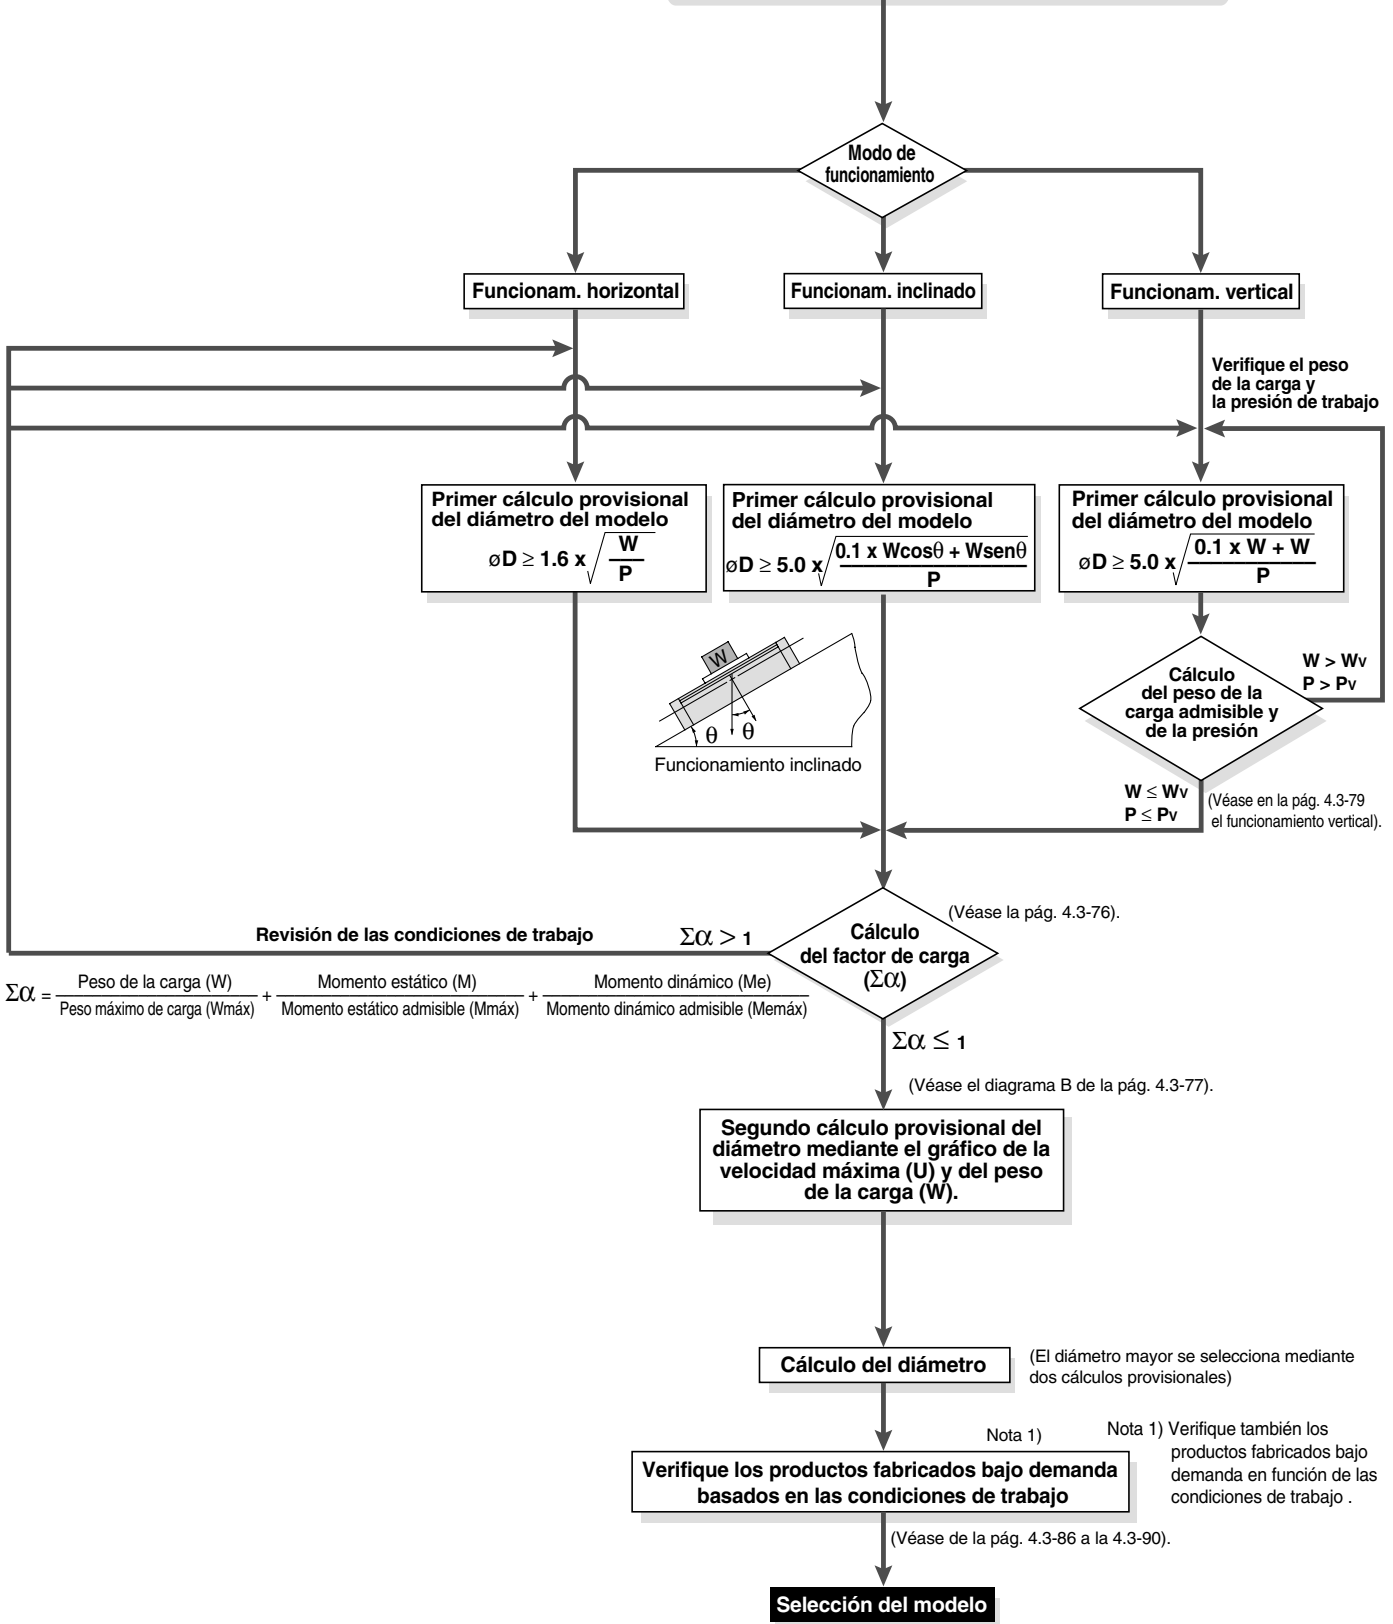 Modo de
funcionamiento
Funcionam. horizontal
Funcionam. inclinado
Funcionam. vertical
Verifique el peso
de la carga y
la presión de trabajo
Primer cálculo provisional
del diámetro del modelo
øD ≥ 1.6 x √ W / P
Primer cálculo provisional
del diámetro del modelo
øD ≥ 5.0 x √ 0.1 x Wcosθ + Wsenθ / P
Primer cálculo provisional
del diámetro del modelo
øD ≥ 5.0 x √ 0.1 x W + W / P
W
θ
θ
Funcionamiento inclinado
Cálculo
del peso de la
carga admisible y
de la presión
W > Wv
P > Pv
W ≤ Wv
P ≤ Pv
(Véase en la pág. 4.3-79
el funcionamiento vertical).
(Véase la pág. 4.3-76).
Cálculo
del factor de carga
(Σα)
Revisión de las condiciones de trabajo
Σα > 1
Σα = Peso de la carga (W) / Peso máximo de carga (Wmáx) + Momento estático (M) / Momento estático admisible (Mmáx) + Momento dinámico (Me) / Momento dinámico admisible (Memáx)
Σα ≤ 1
(Véase el diagrama B de la pág. 4.3-77).
Segundo cálculo provisional del
diámetro mediante el gráfico de la
velocidad máxima (U) y del peso
de la carga (W).
Cálculo del diámetro
(El diámetro mayor se selecciona mediante
dos cálculos provisionales)
Nota 1)
Verifique los productos fabricados bajo demanda
basados en las condiciones de trabajo
Nota 1) Verifique también los
productos fabricados bajo
demanda en función de las
condiciones de trabajo .
(Véase de la pág. 4.3-86 a la 4.3-90).
Selección del modelo